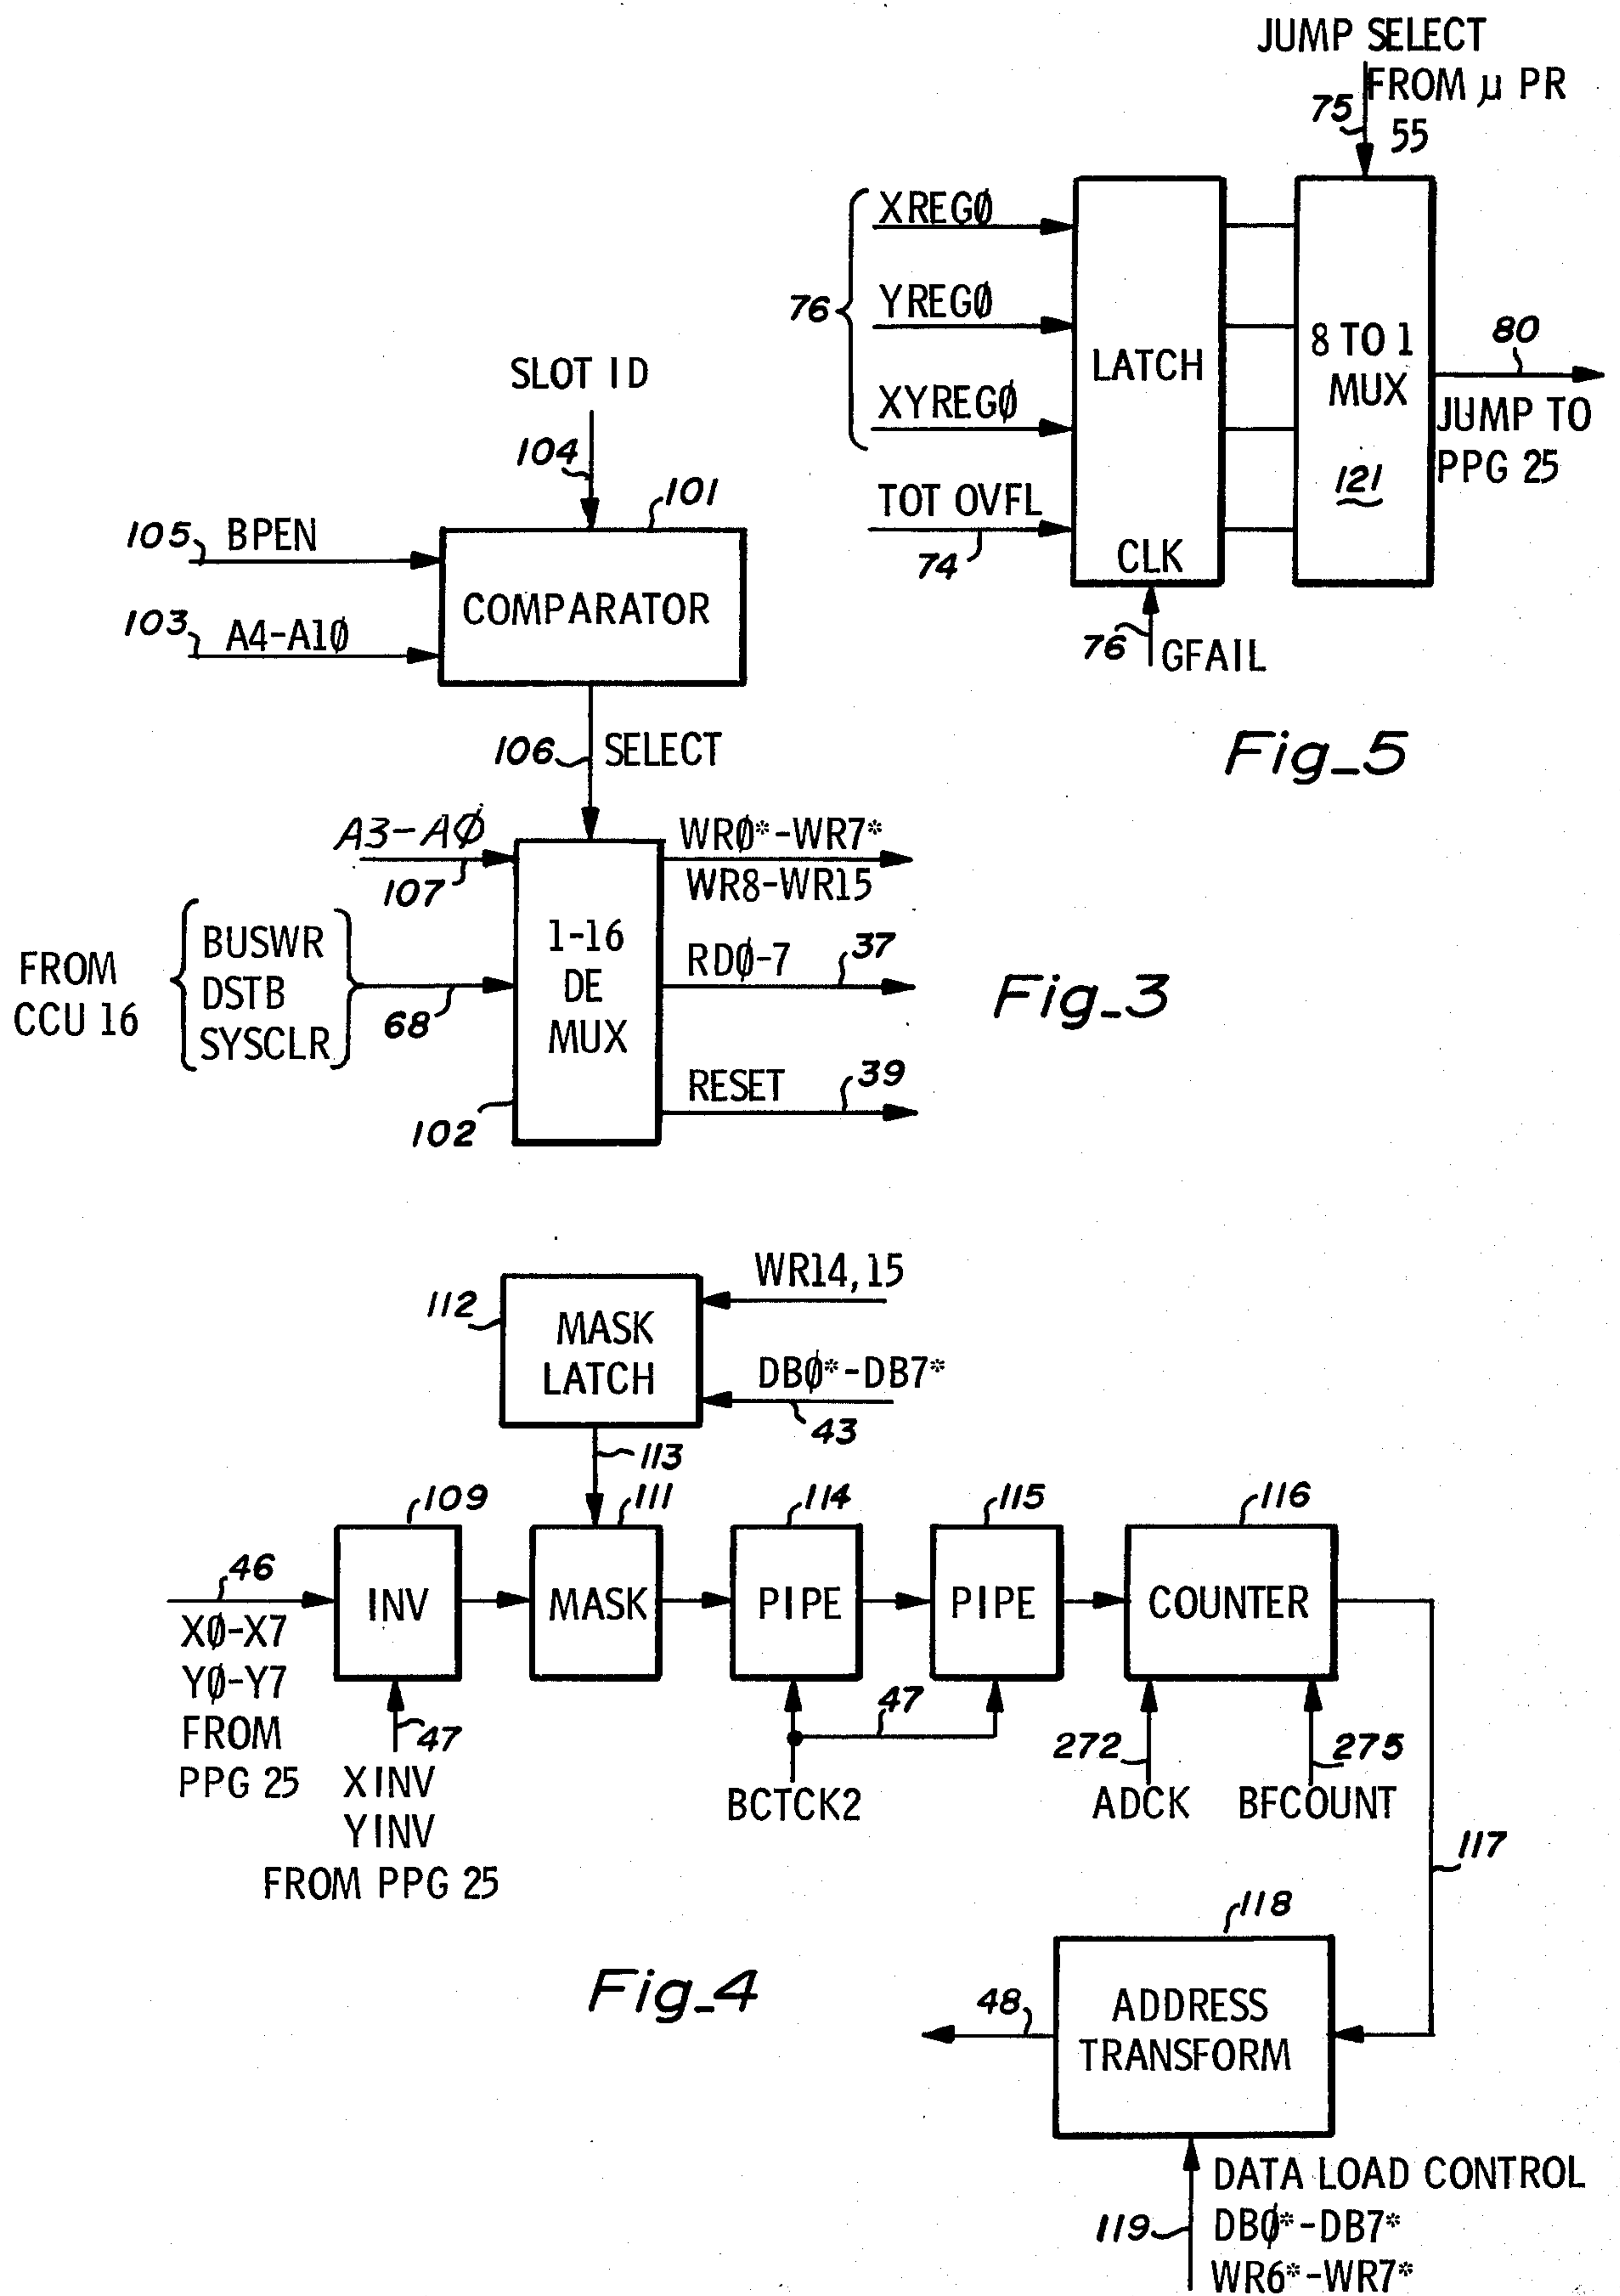 JUMP SELECT
FROM µ PR
55
75
XREGØ
YREGØ
XYREGØ
76
TOT OVFL
74
LATCH
CLK
76
GFAIL
8 TO 1
MUX
121
80
JUMP TO
PPG 25
Fig_5
SLOT ID
104
101
105
BPEN
103
A4-A1Ø
COMPARATOR
106
SELECT
A3-AØ
107
FROM
CCU 16
BUSWR
DSTB
SYSCLR
68
1-16
DE
MUX
102
WRØ*-WR7*
WR8-WR15
RDØ-7
37
RESET
39
Fig_3
112
MASK
LATCH
WR14,15
DBØ*-DB7*
43
113
46
XØ-X7
YØ-Y7
FROM
PPG 25
109
INV
47
XINV
YINV
FROM PPG 25
111
MASK
114
PIPE
115
PIPE
47
BCTCK2
116
COUNTER
272
ADCK
275
BFCOUNT
117
118
ADDRESS
TRANSFORM
48
119
DATA LOAD CONTROL
DBØ*-DB7*
WR6*-WR7*
Fig_4